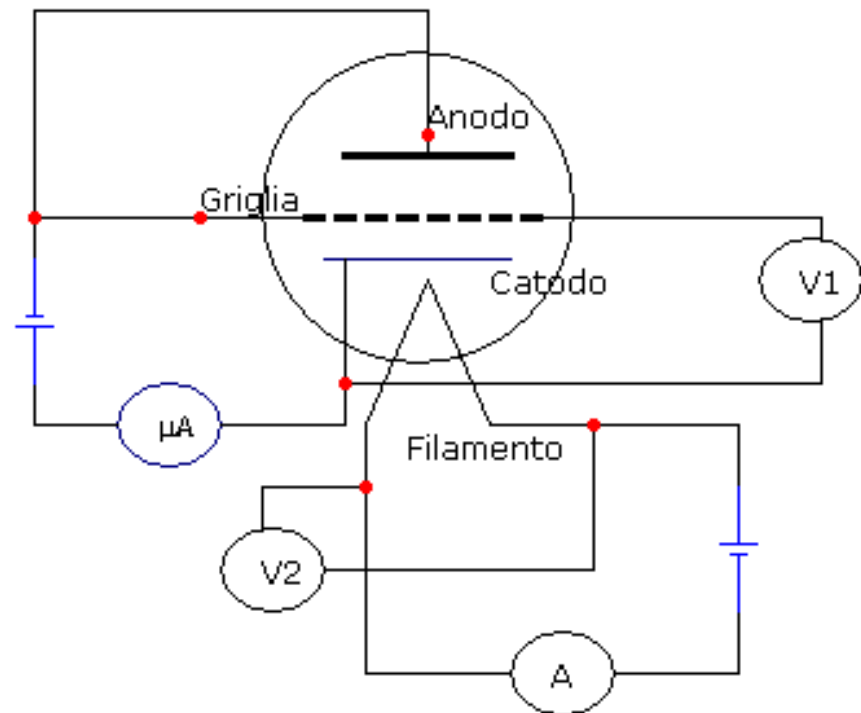 Anodo
Griglia
Catodo
V1
μA
Filamento
V2
A